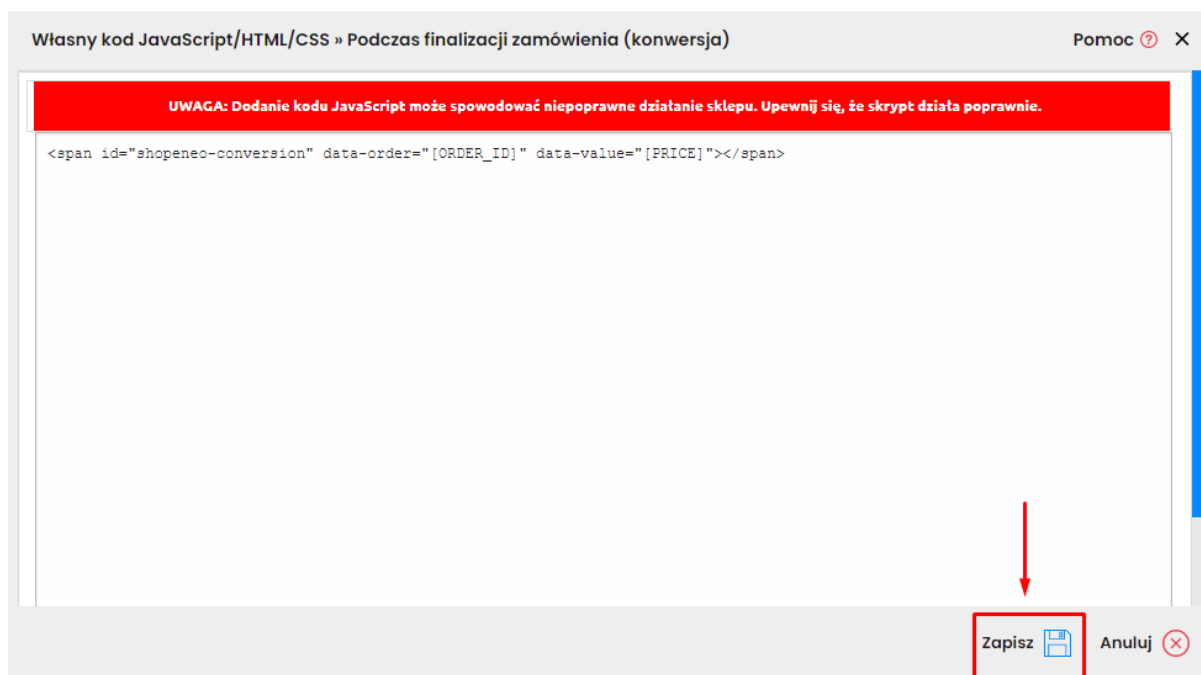 Własny kod JavaScript/HTML/CSS » Podczas finalizacji zamówienia (konwersja)
Pomoc ?
UWAGA: Dodanie kodu JavaScript może spowodować niepoprawne działanie sklepu. Upewnij się, że skrypt działa poprawnie.
<span id="shopeneo-conversion" data-order="[ORDER_ID]" data-value="[PRICE]"></span>
Zapisz
Anuluj